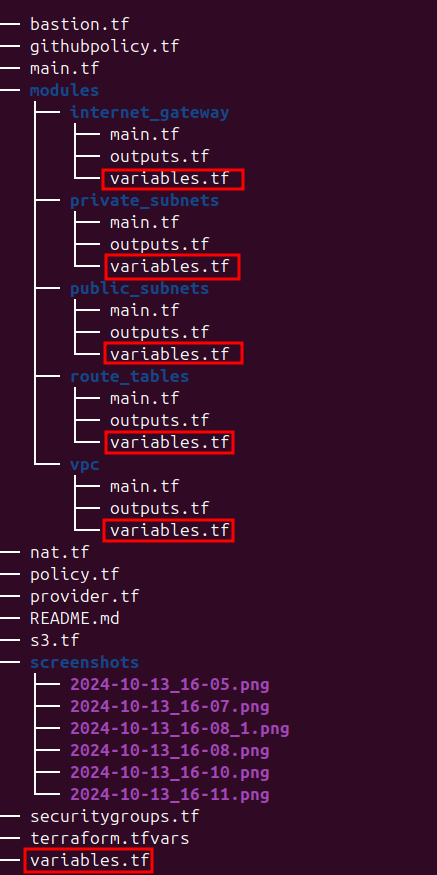 bastion.tf
githubpolicy.tf
main.tf
modules
internet_gateway
main.tf
outputs.tf
variables.tf
private_subnets
main.tf
outputs.tf
variables.tf
public_subnets
main.tf
outputs.tf
variables.tf
route_tables
main.tf
outputs.tf
variables.tf
vpc
main.tf
outputs.tf
variables.tf
nat.tf
policy.tf
provider.tf
README.md
s3.tf
screenshots
2024-10-13_16-05.png
2024-10-13_16-07.png
2024-10-13_16-08_1.png
2024-10-13_16-08.png
2024-10-13_16-10.png
2024-10-13_16-11.png
securitygroups.tf
terraform.tfvars
variables.tf